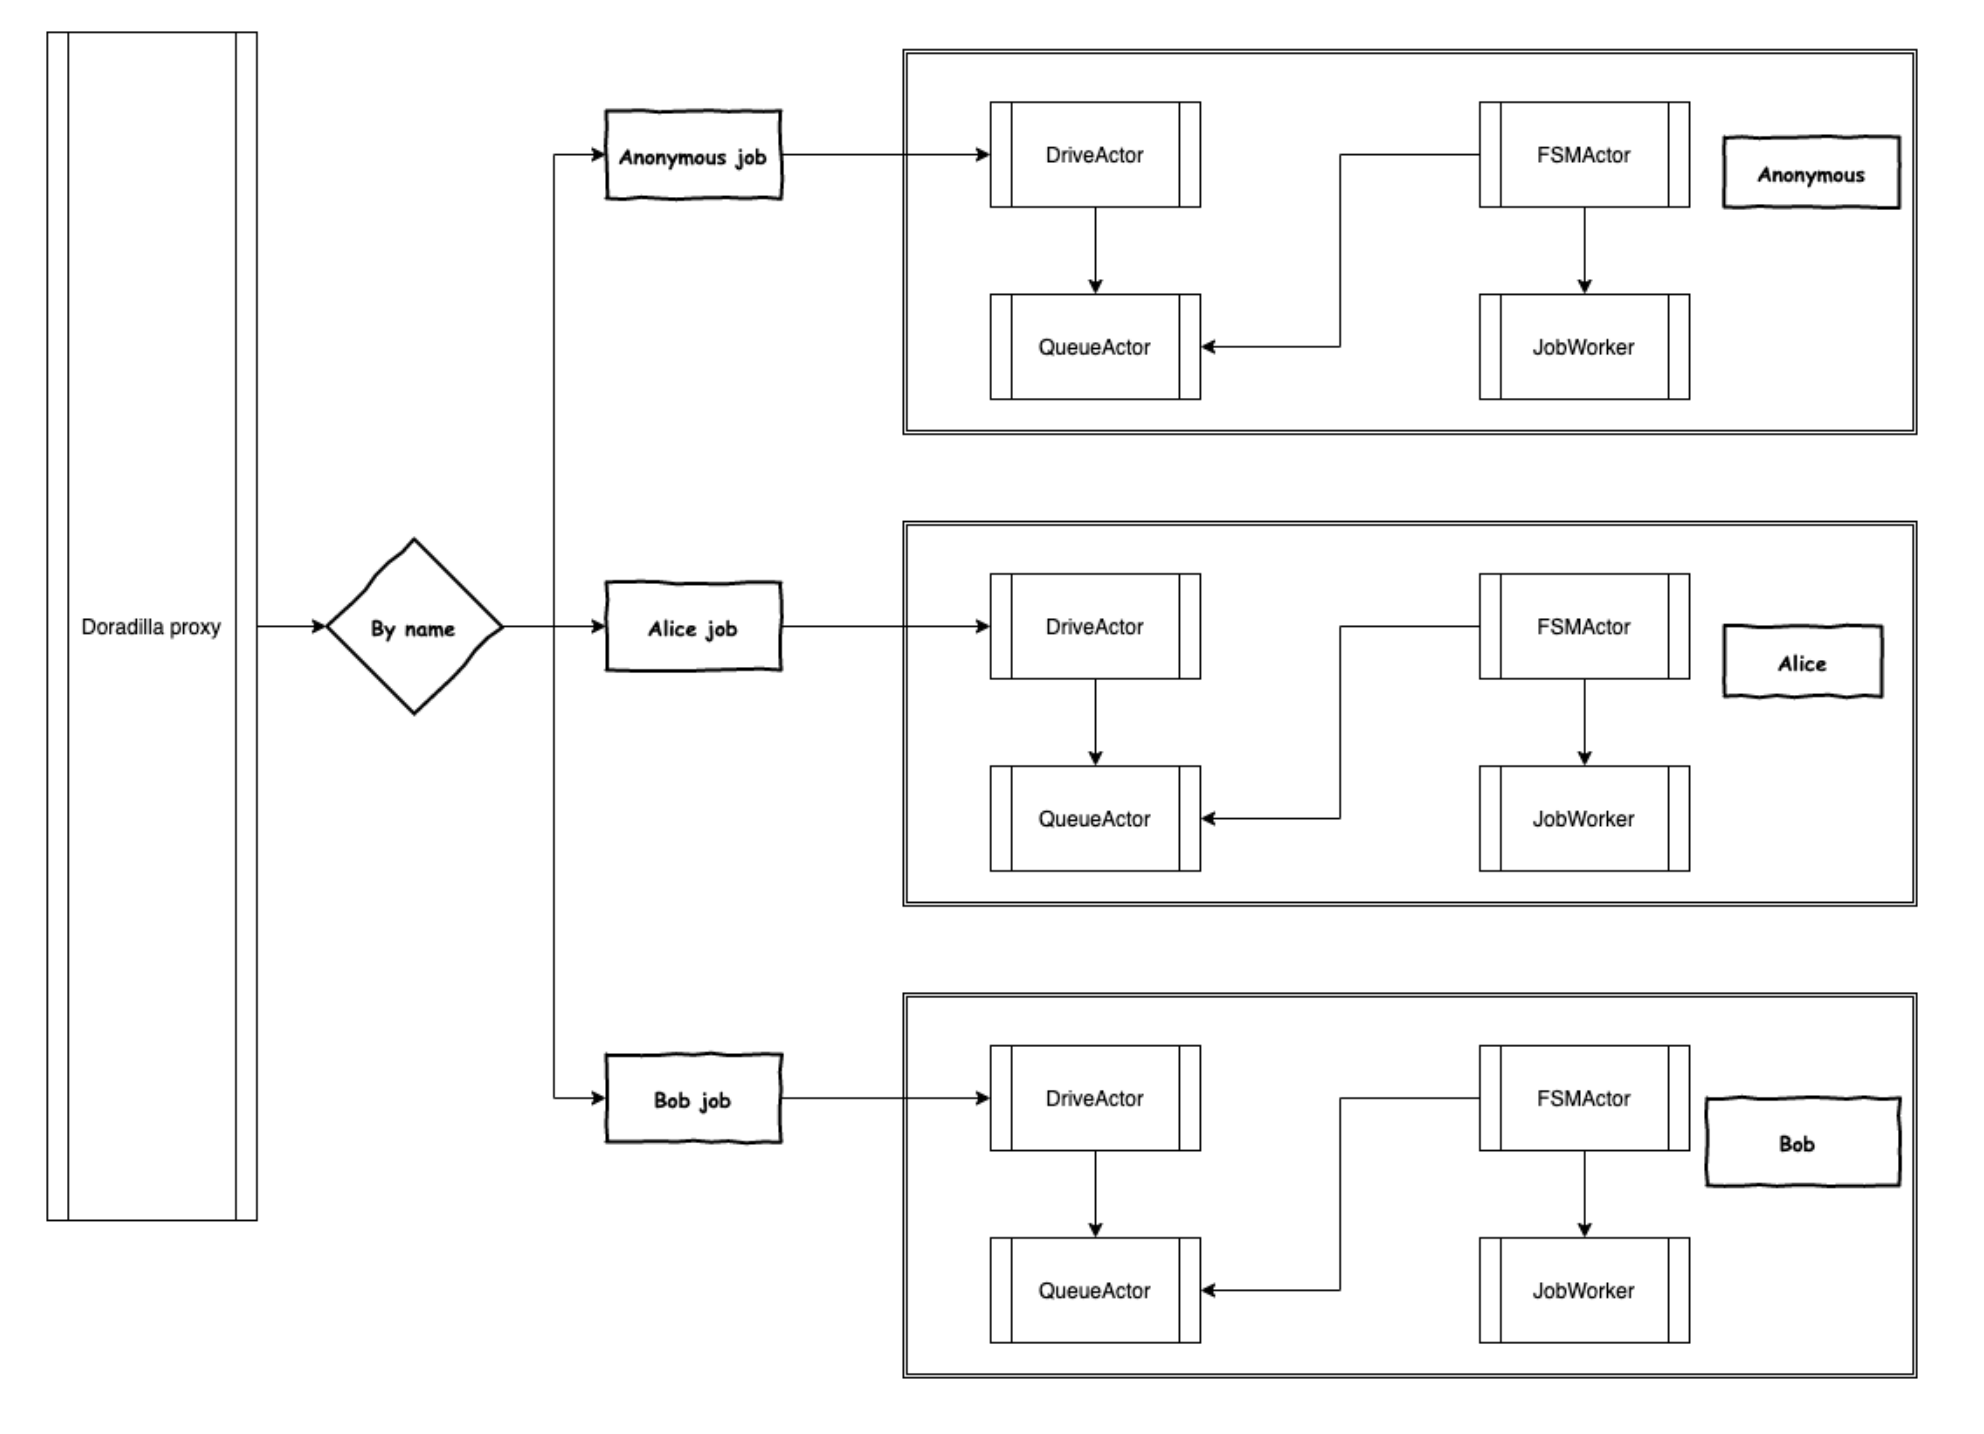 Doradilla proxy
By name
Anonymous job
DriveActor
FSMActor
Anonymous
QueueActor
JobWorker
Alice job
DriveActor
FSMActor
Alice
QueueActor
JobWorker
Bob job
DriveActor
FSMActor
Bob
QueueActor
JobWorker